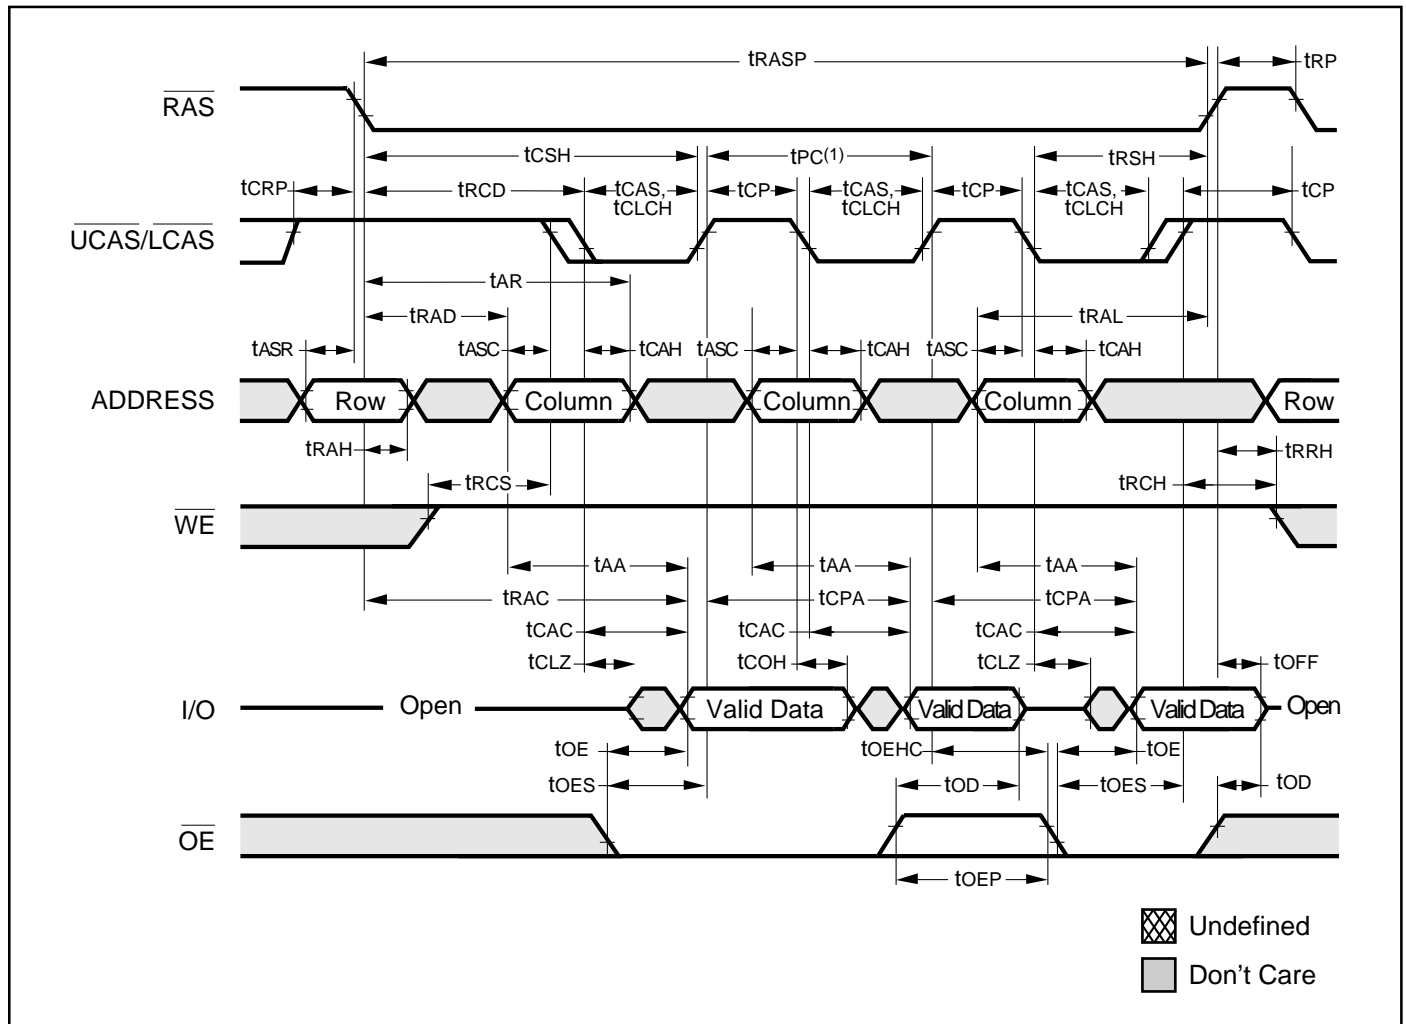 tRASP tRP
RAS
tCSH tPC(1) tRSH
tCRP tRCD tCAS, tCP tCAS, tCP tCAS, tCP
tCLCH tCLCH tCLCH
UCAS/LCAS
tAR
tRAD tRAL
tASR tASC tCAH tASC tCAH tASC tCAH
ADDRESS Row Column Column Column Row
tRAH tRRH
tRCS tRCH
WE
tAA tAA tAA
tRAC tCPA tCPA
tCAC tCAC tCAC
tCLZ tCOH tCLZ tOFF
I/O Open Valid Data Valid Data Valid Data Open
tOE tOEHC tOE
tOES tOD tOES tOD
OE
tOEP
Undefined
Don't Care